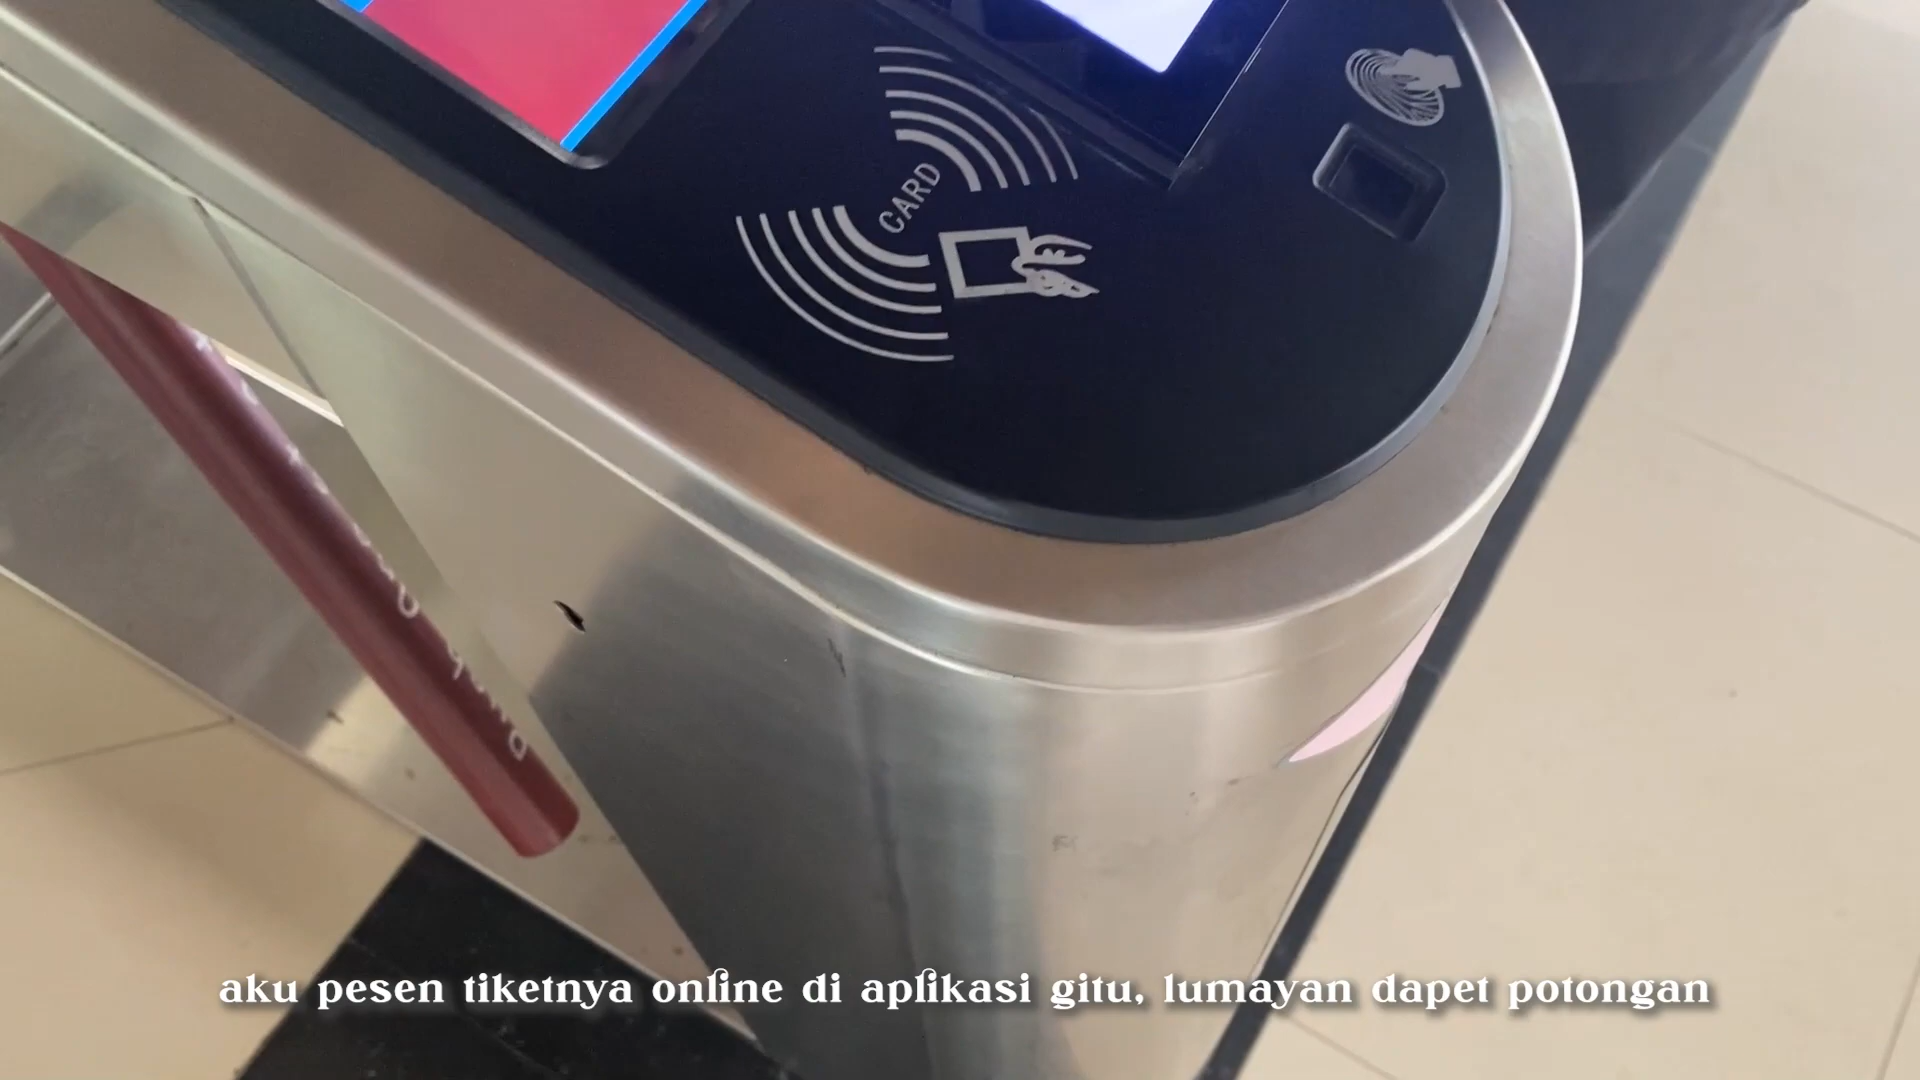 CARD
aku pesen tiketnya online di aplikasi gitu, lumayan dapet potongan